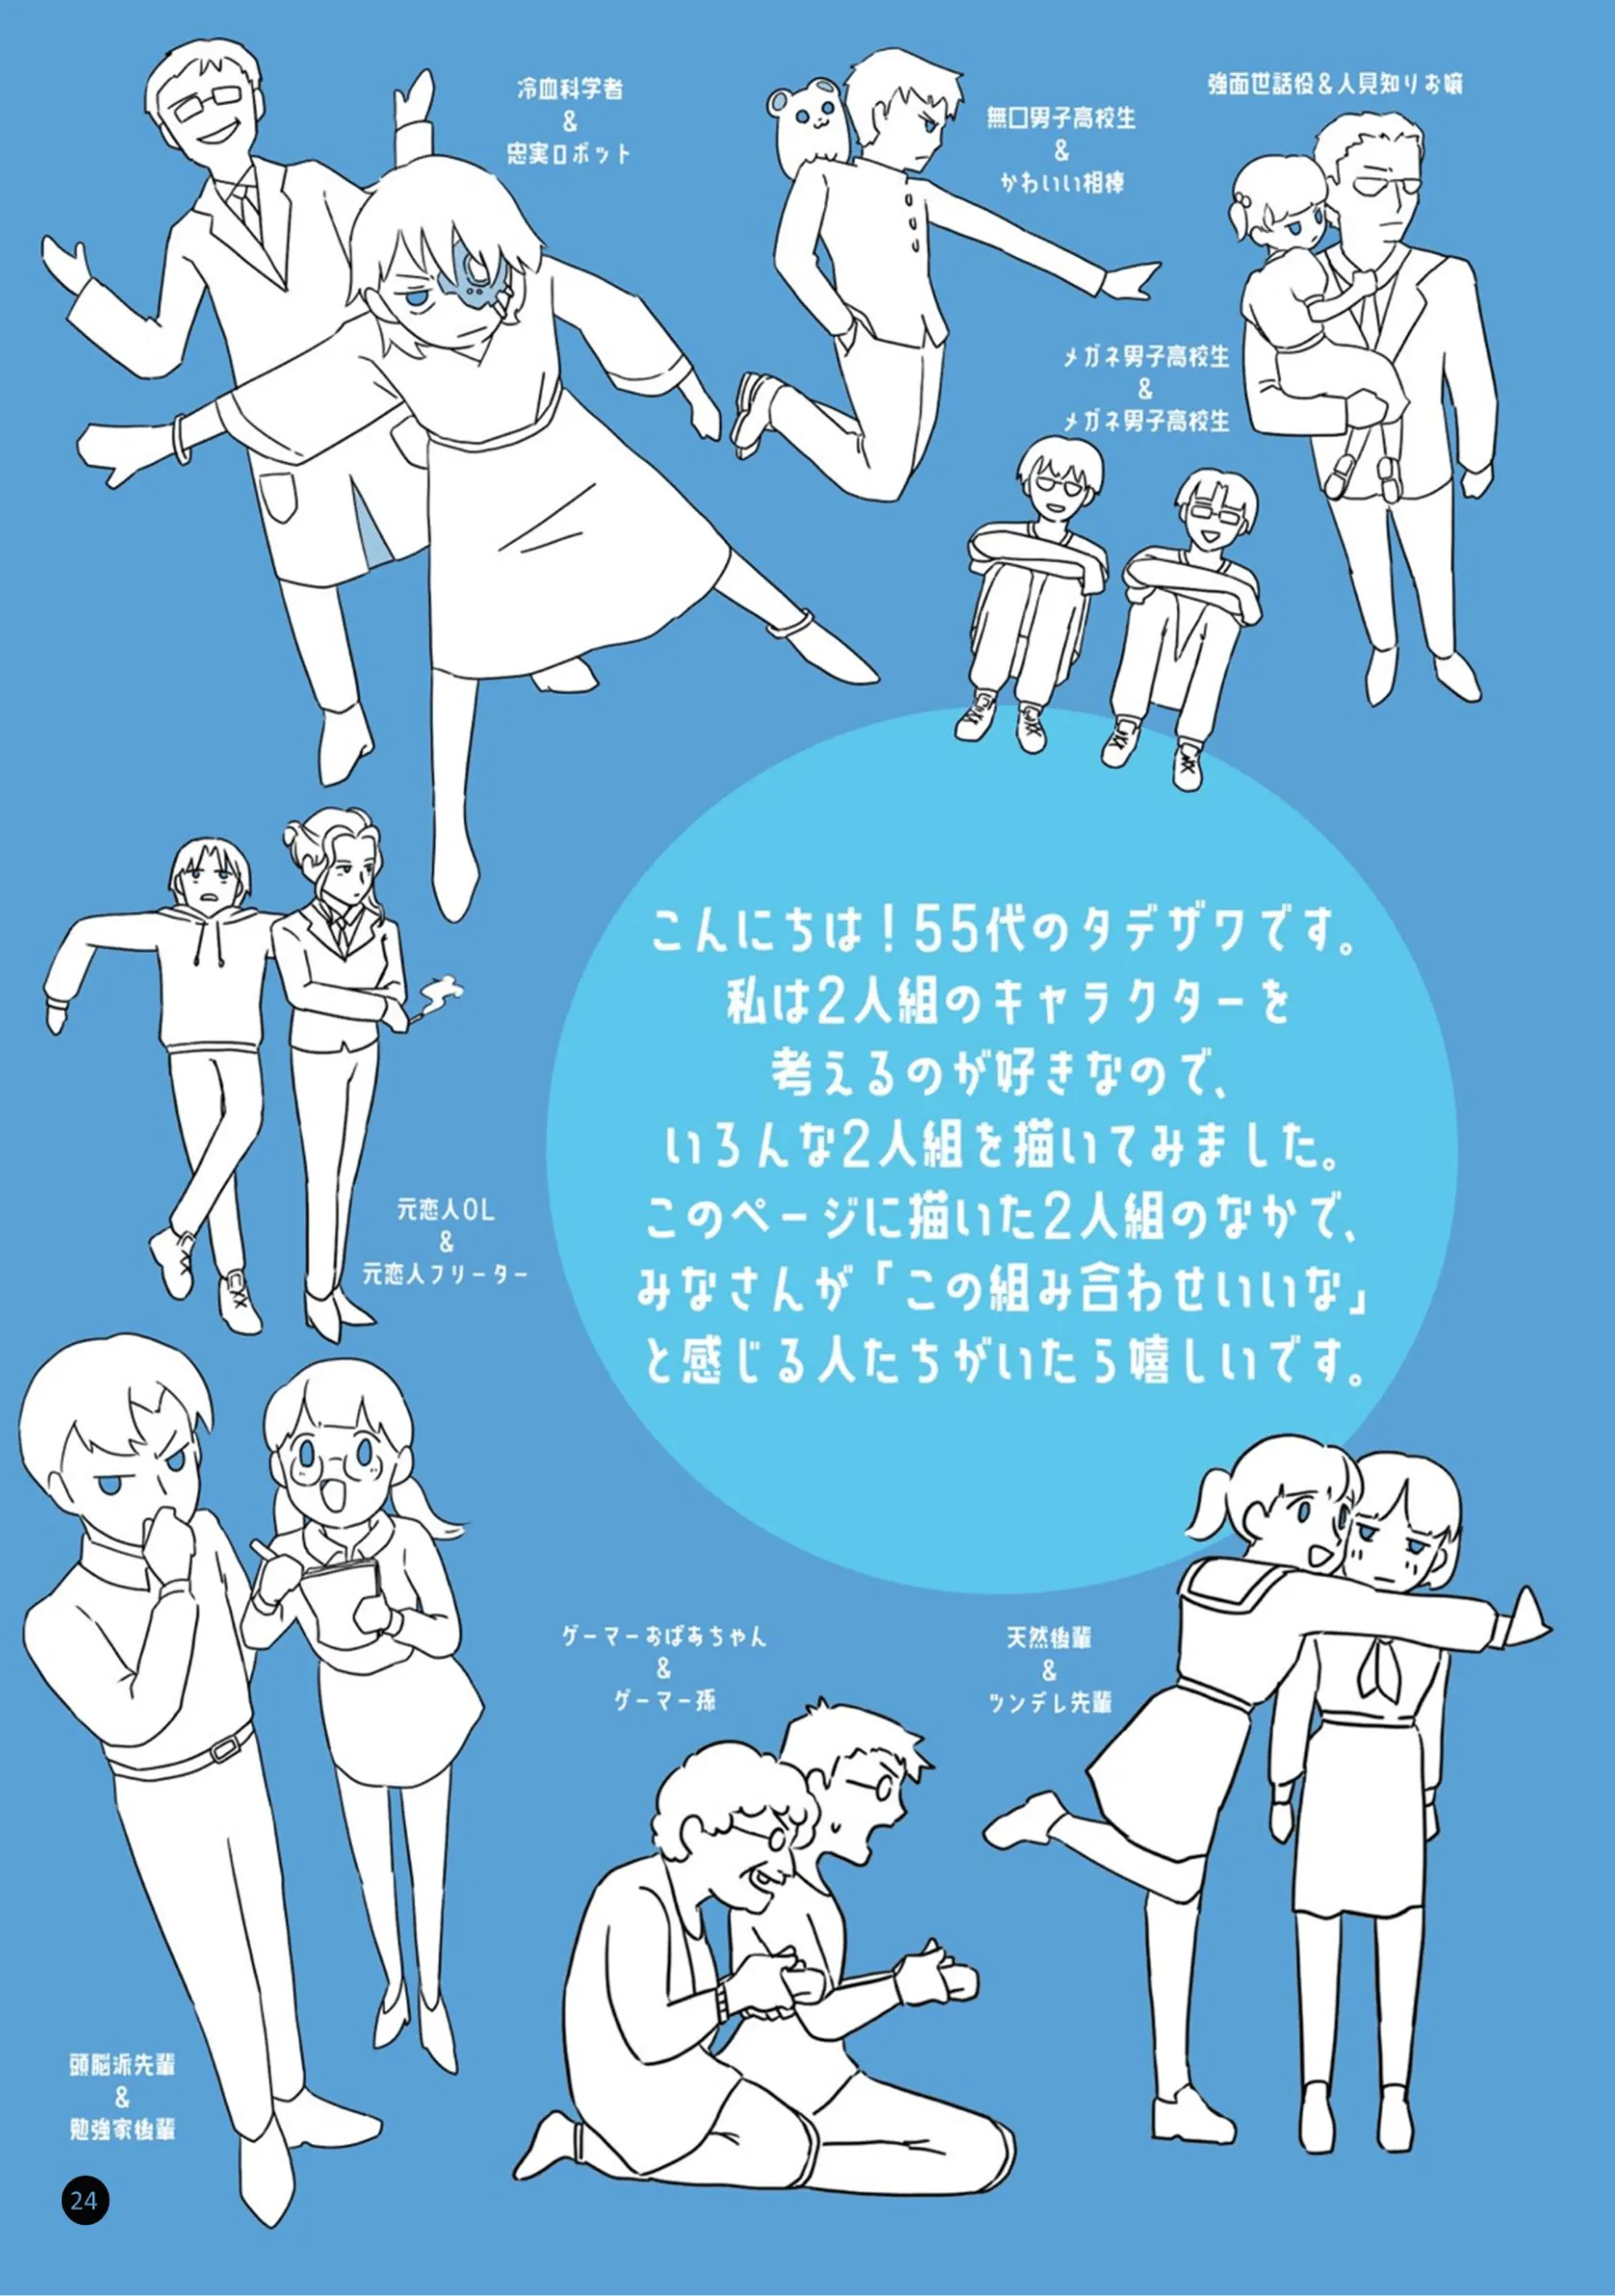 冷血科学者
&
忠実ロボット
無口男子高校生
&
かわいい相棒
強面世話役&人見知りお嬢
メガネ男子高校生
&
メガネ男子高校生
こんにちは!55代のタデザワです。
私は2人組のキャラクターを
考えるのが好きなので、
いろんな2人組を描いてみました。
このページに描いた2人組のなかで、
みなさんが「この組み合わせいいな」
と感じる人たちがいたら嬉しいです。
元恋人OL
&
元恋人フリーター
ゲーマーおばあちゃん
&
ゲーマー孫
天然後輩
&
ツンデレ先輩
頭脳派先輩
&
勉強家後輩
24